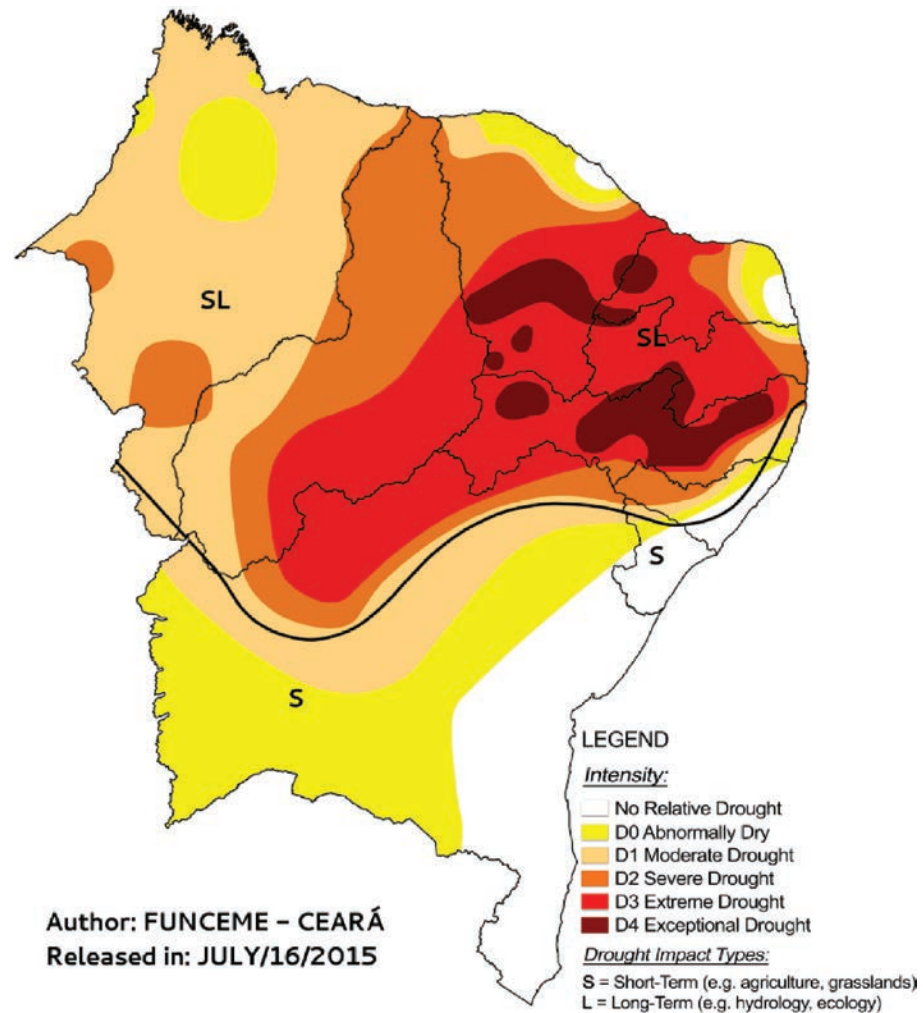 SL
SL
S
S
LEGEND
Intensity:
No Relative Drought
D0 Abnormally Dry
D1 Moderate Drought
D2 Severe Drought
D3 Extreme Drought
D4 Exceptional Drought
Drought Impact Types:
S = Short-Term (e.g. agriculture, grasslands)
L = Long-Term (e.g. hydrology, ecology)
Author: FUNCEME – CEARÁ
Released in: JULY/16/2015